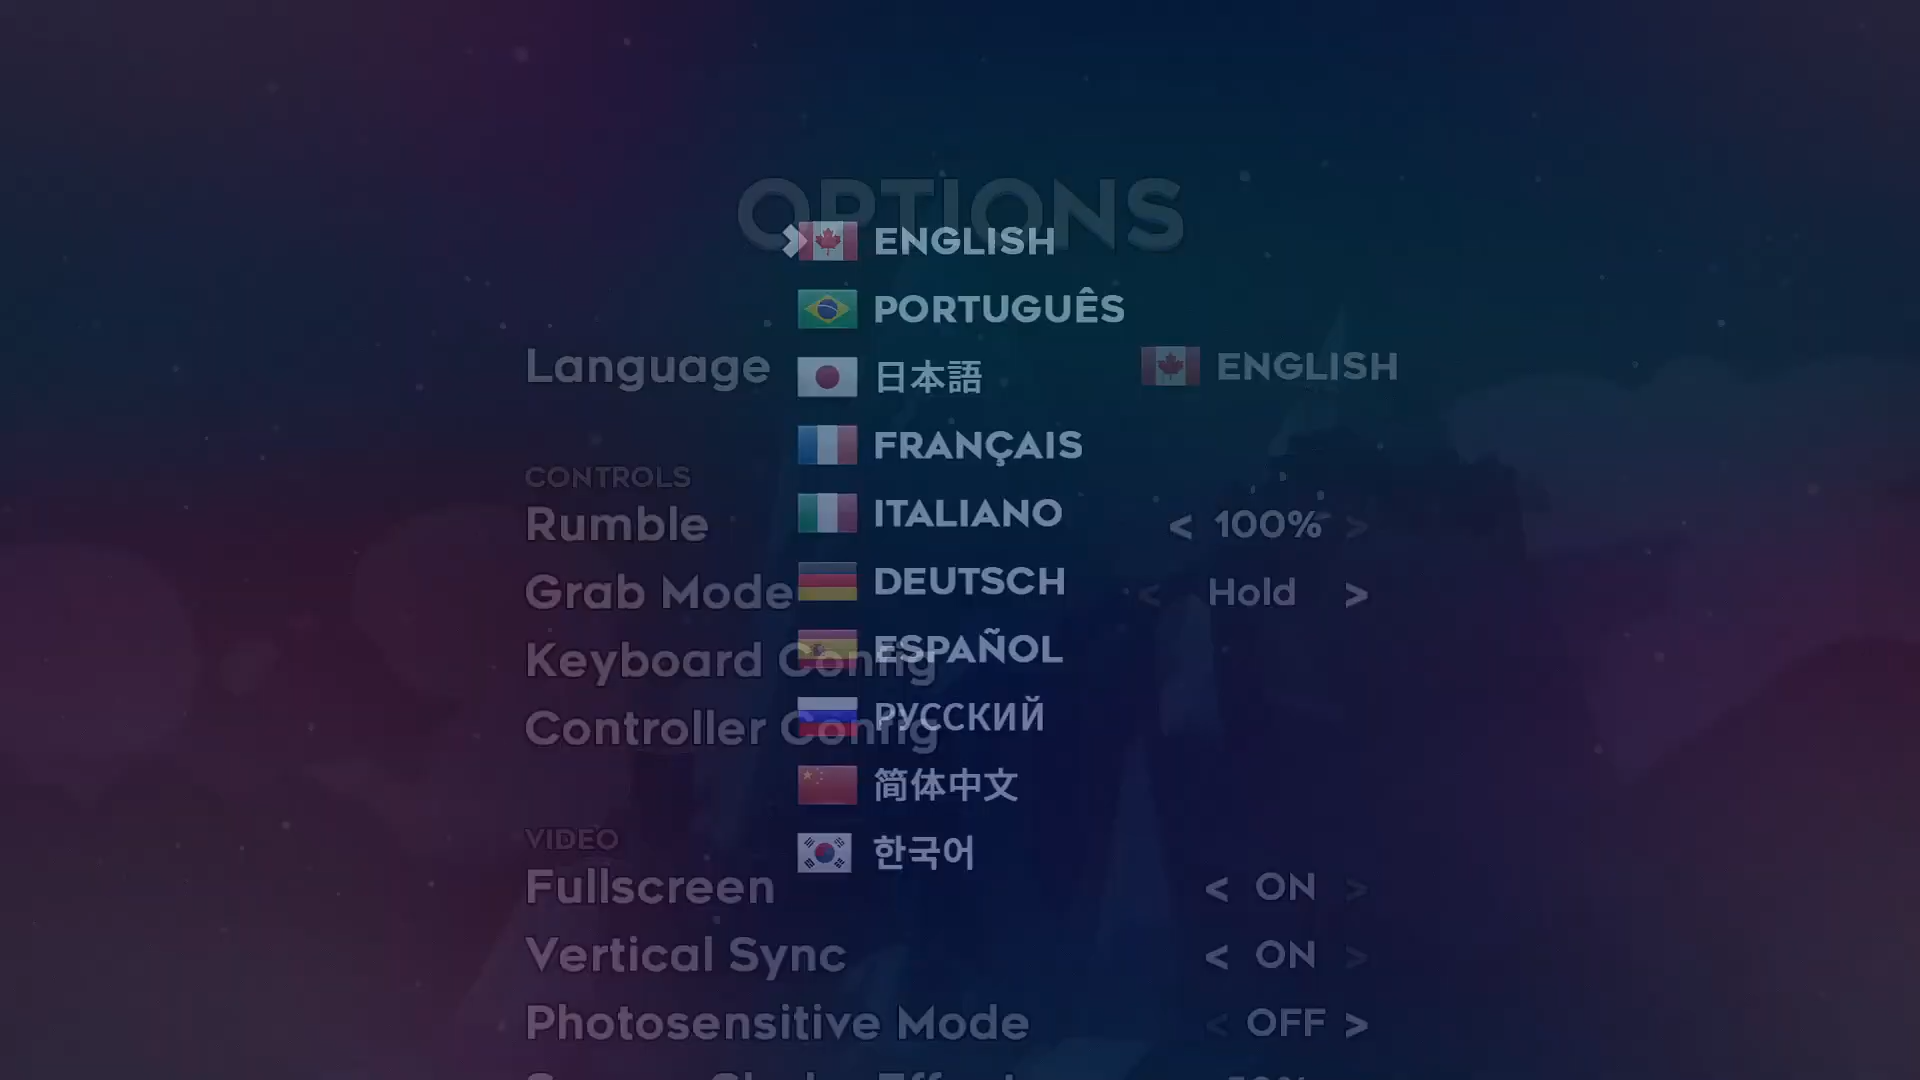 OPTIONS
ENGLISH
PORTUGUÊS
Language 日本語 ENGLISH
FRANÇAIS
CONTROLS
ITALIANO
Rumble < 100% >
DEUTSCH
Grab Mode < Hold >
ESPAÑOL
Keyboard Config
РУССКИЙ
Controller Config
简体中文
VIDEO
한국어
Fullscreen < ON >
Vertical Sync < ON >
Photosensitive Mode < OFF >